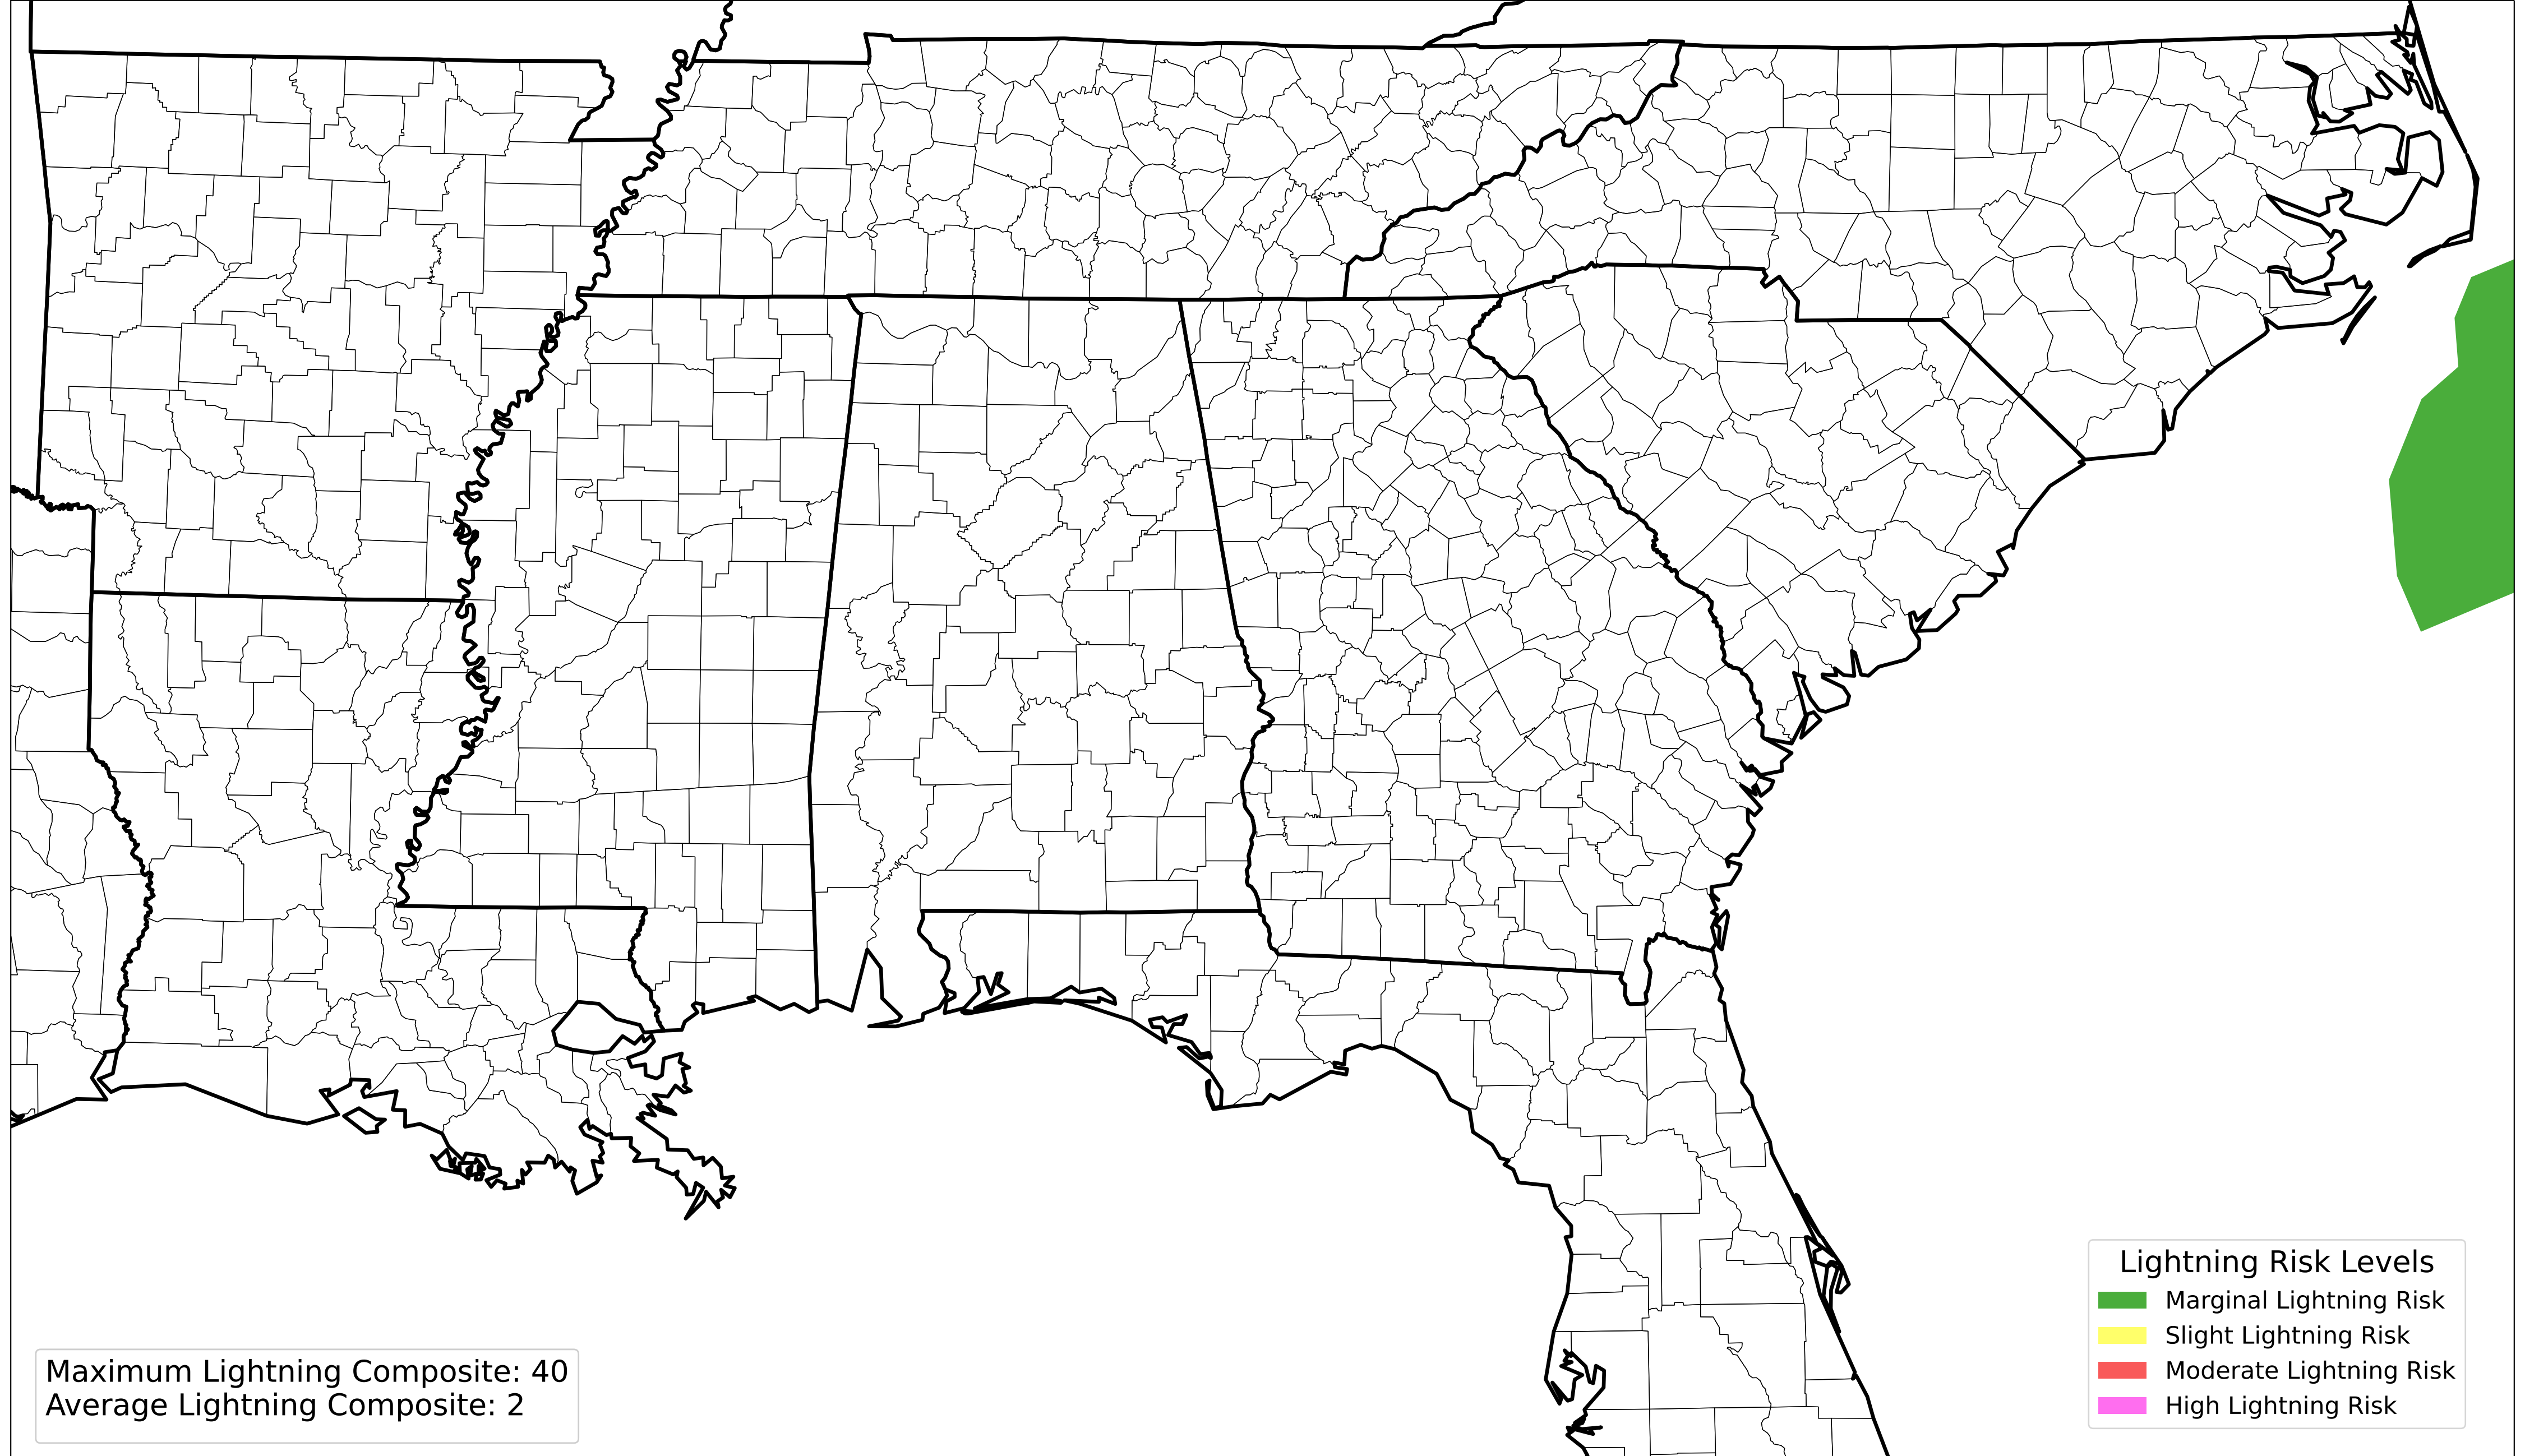 Maximum Lightning Composite: 40
Average Lightning Composite: 2
Lightning Risk Levels
Marginal Lightning Risk
Slight Lightning Risk
Moderate Lightning Risk
High Lightning Risk